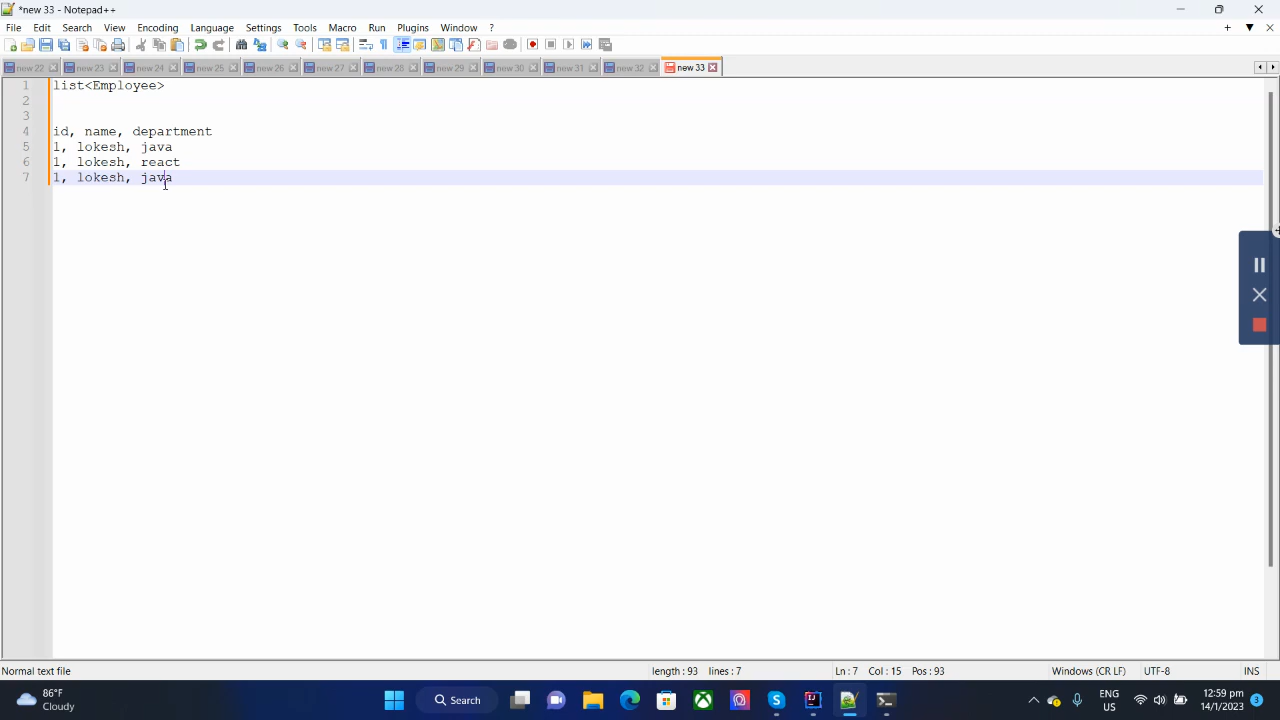 *new 33 - Notepad++
File Edit Search View Encoding Language Settings Tools Macro Run Plugins Window ?
new 22 new 23 new 24 new 25 new 26 new 27 new 28 new 29 new 30 new 31 new 32 new 33
1 list<Employee>
2
3
4 id, name, department
5 1, lokesh, java
6 1, lokesh, react
7 1, lokesh, java
Normal text file length : 93 lines : 7 Ln : 7 Col : 15 Pos : 93 Windows (CR LF) UTF-8 INS
86°F
Cloudy
Search
ENG
US
12:59 pm
14/1/2023
3